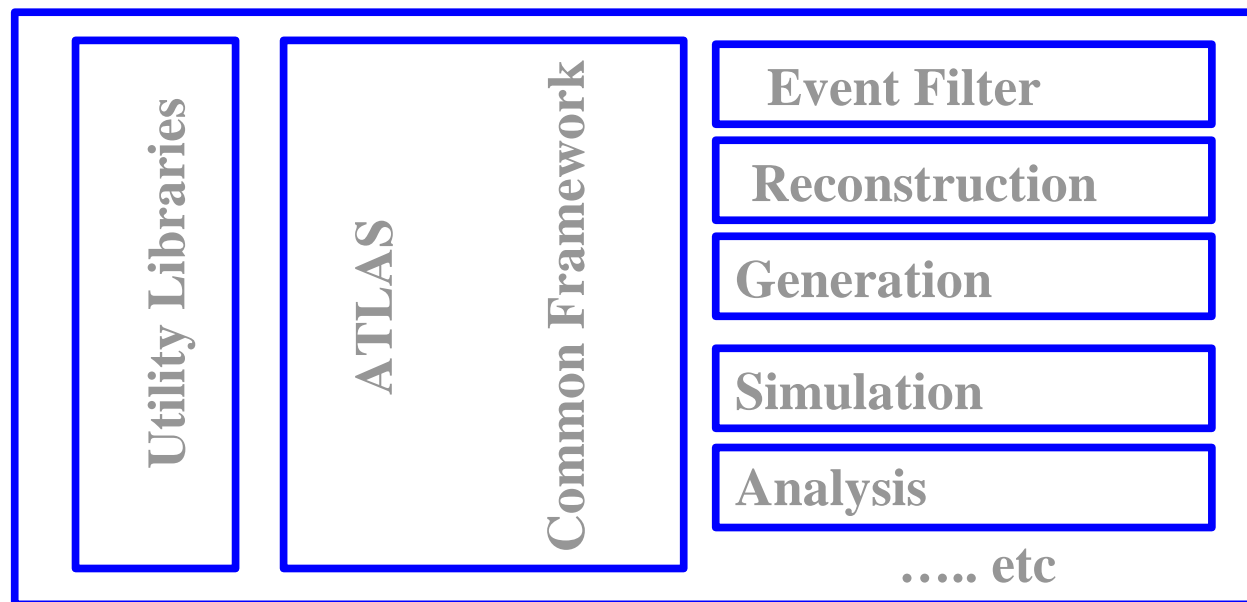 Utility Libraries
ATLAS
Common Framework
Event Filter
Reconstruction
Generation
Simulation
Analysis
….. etc